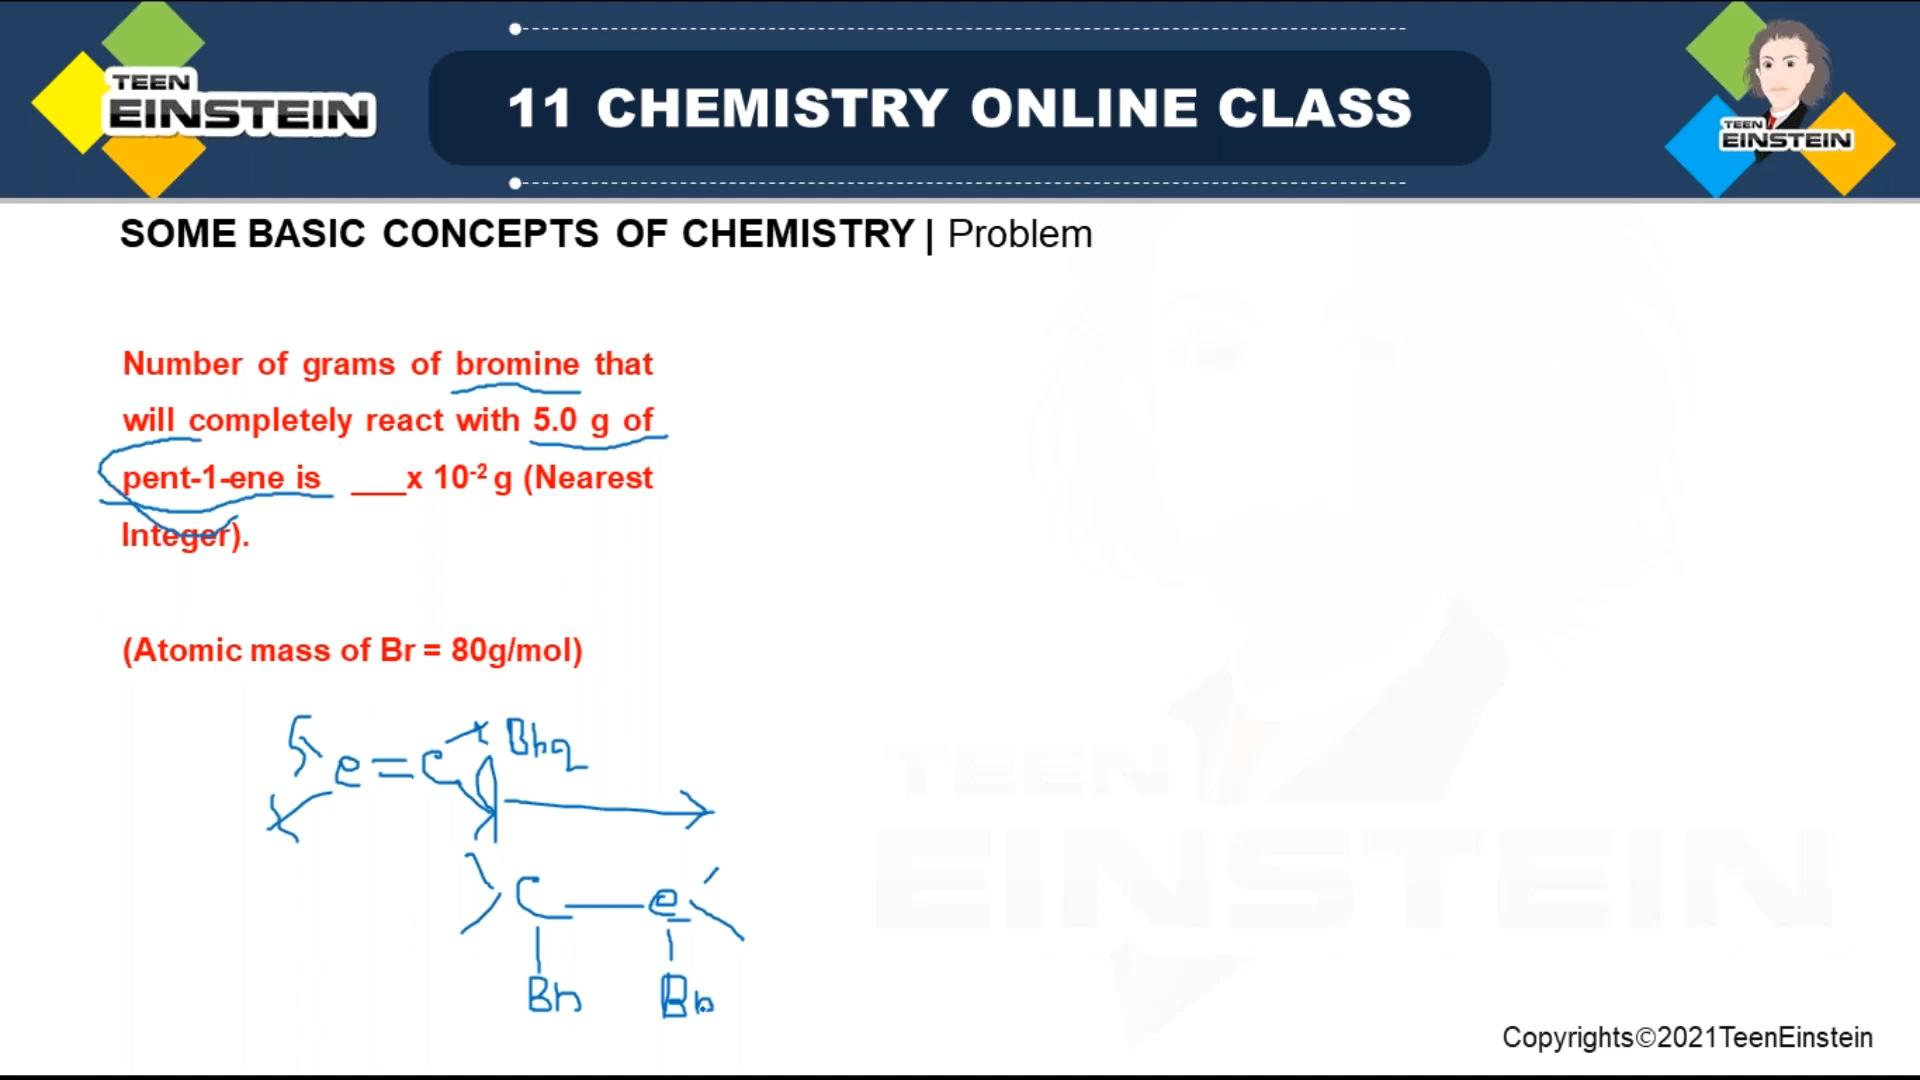 TEEN
EINSTEIN
11 CHEMISTRY ONLINE CLASS
TEEN
EINSTEIN
SOME BASIC CONCEPTS OF CHEMISTRY | Problem
Number of grams of bromine that
will completely react with 5.0 g of
pent-1-ene is ___x 10-2 g (Nearest
Integer).
(Atomic mass of Br = 80g/mol)
C = C
C — C
Br Br
TEEN
EINSTEIN
Copyrights©2021TeenEinstein